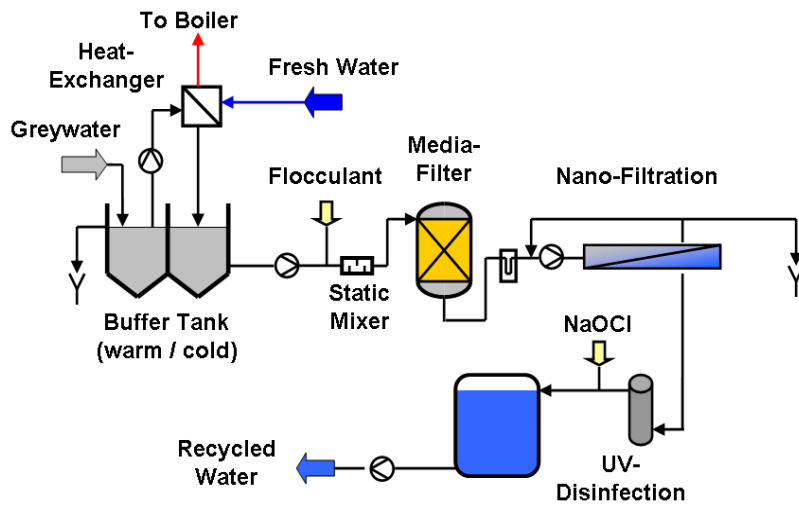 To Boiler
Heat-
Exchanger
Fresh Water
Greywater
Media-
Filter
Flocculant
Nano-Filtration
Static
Mixer
Buffer Tank
(warm / cold)
NaOCl
Recycled
Water
UV-
Disinfection